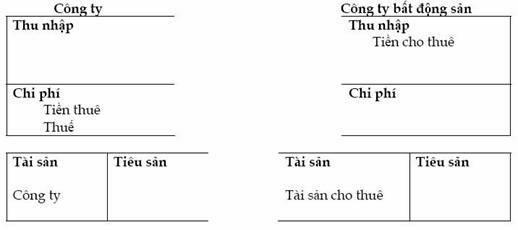 Công ty
Thu nhập
Chi phí
Tiền thuê
Thuế
Tài sản Tiêu sản
Công ty
Công ty bất động sản
Thu nhập
Tiền cho thuê
Chi phí
Tài sản Tiêu sản
Tài sản cho thuê